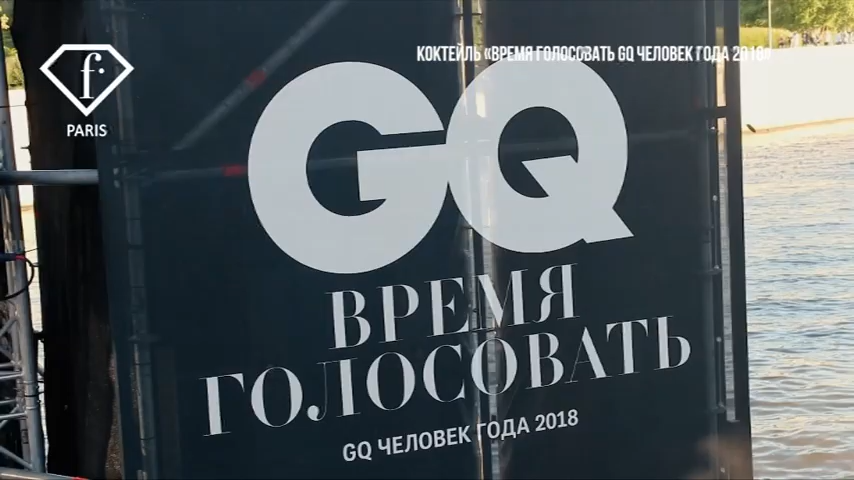 КОКТЕЙЛЬ «ВРЕМЯ ГОЛОСОВАТЬ GQ ЧЕЛОВЕК ГОДА 2018»
f
PARIS
GQ
ВРЕМЯ
ГОЛОСОВАТЬ
GQ ЧЕЛОВЕК ГОДА 2018